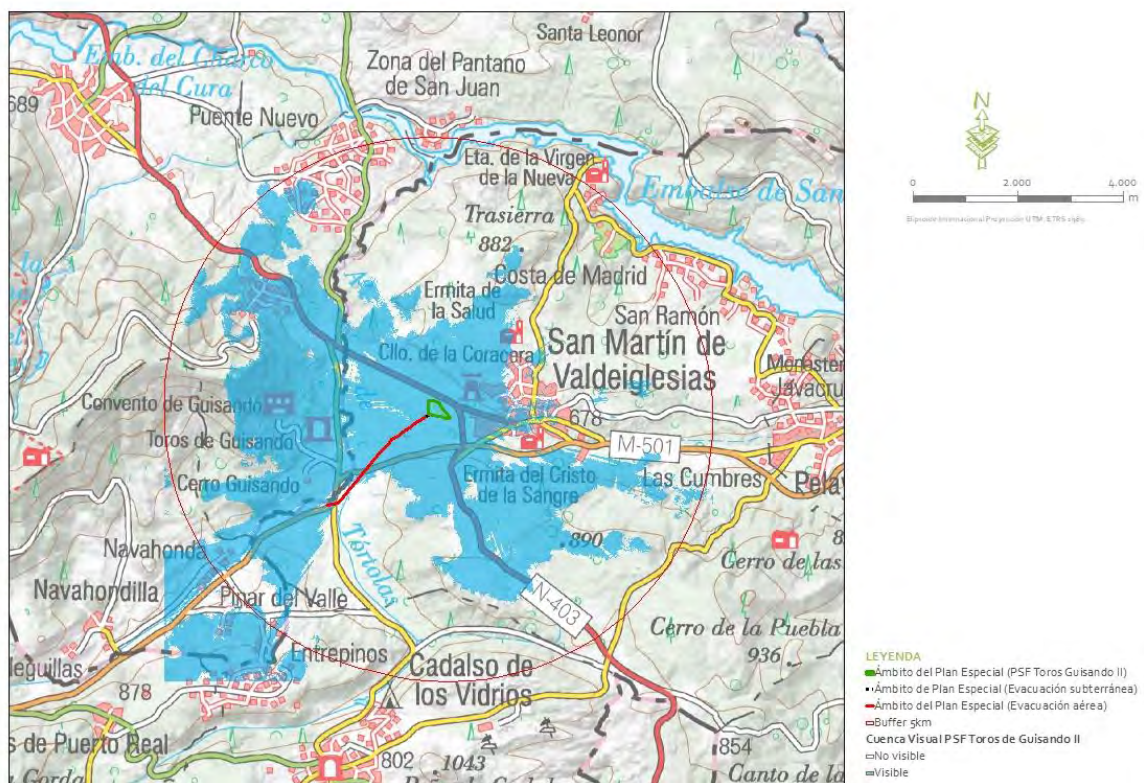 Santa Leonor
Emb. del Charco
del Cura
Zona del Pantano
de San Juan
689
Puente Nuevo
Eta. de la Virgen
de la Nueva
Embalse de San
Trasierra
882
Costa de Madrid
Ermita de
la Salud
San Ramón
San Martín de
Valdeiglesias
Cllo. de la Coracera
Convento de Guisando
678
Toros de Guisando
M-501
Cerro Guisando
Ermita del Cristo
de la Sangre
Las Cumbres
Pelay
Tórtolas
890
Navahonda
Cerro de las
Navahondilla
Pinar del Valle
N-403
Cerro de la Puebla
936
Entrepinos
Cadalso de
los Vidrios
878
s de Puerto Real
802
1043
854
Canto de la
Gorda
N
0 2.000 4.000
m
LEYENDA
Ámbito del Plan Especial (PSF Toros Guisando II)
Ámbito de Plan Especial (Evacuación subterránea)
Ámbito del Plan Especial (Evacuación aérea)
Buffer 5km
Cuenca Visual PSF Toros de Guisando II
No visible
Visible